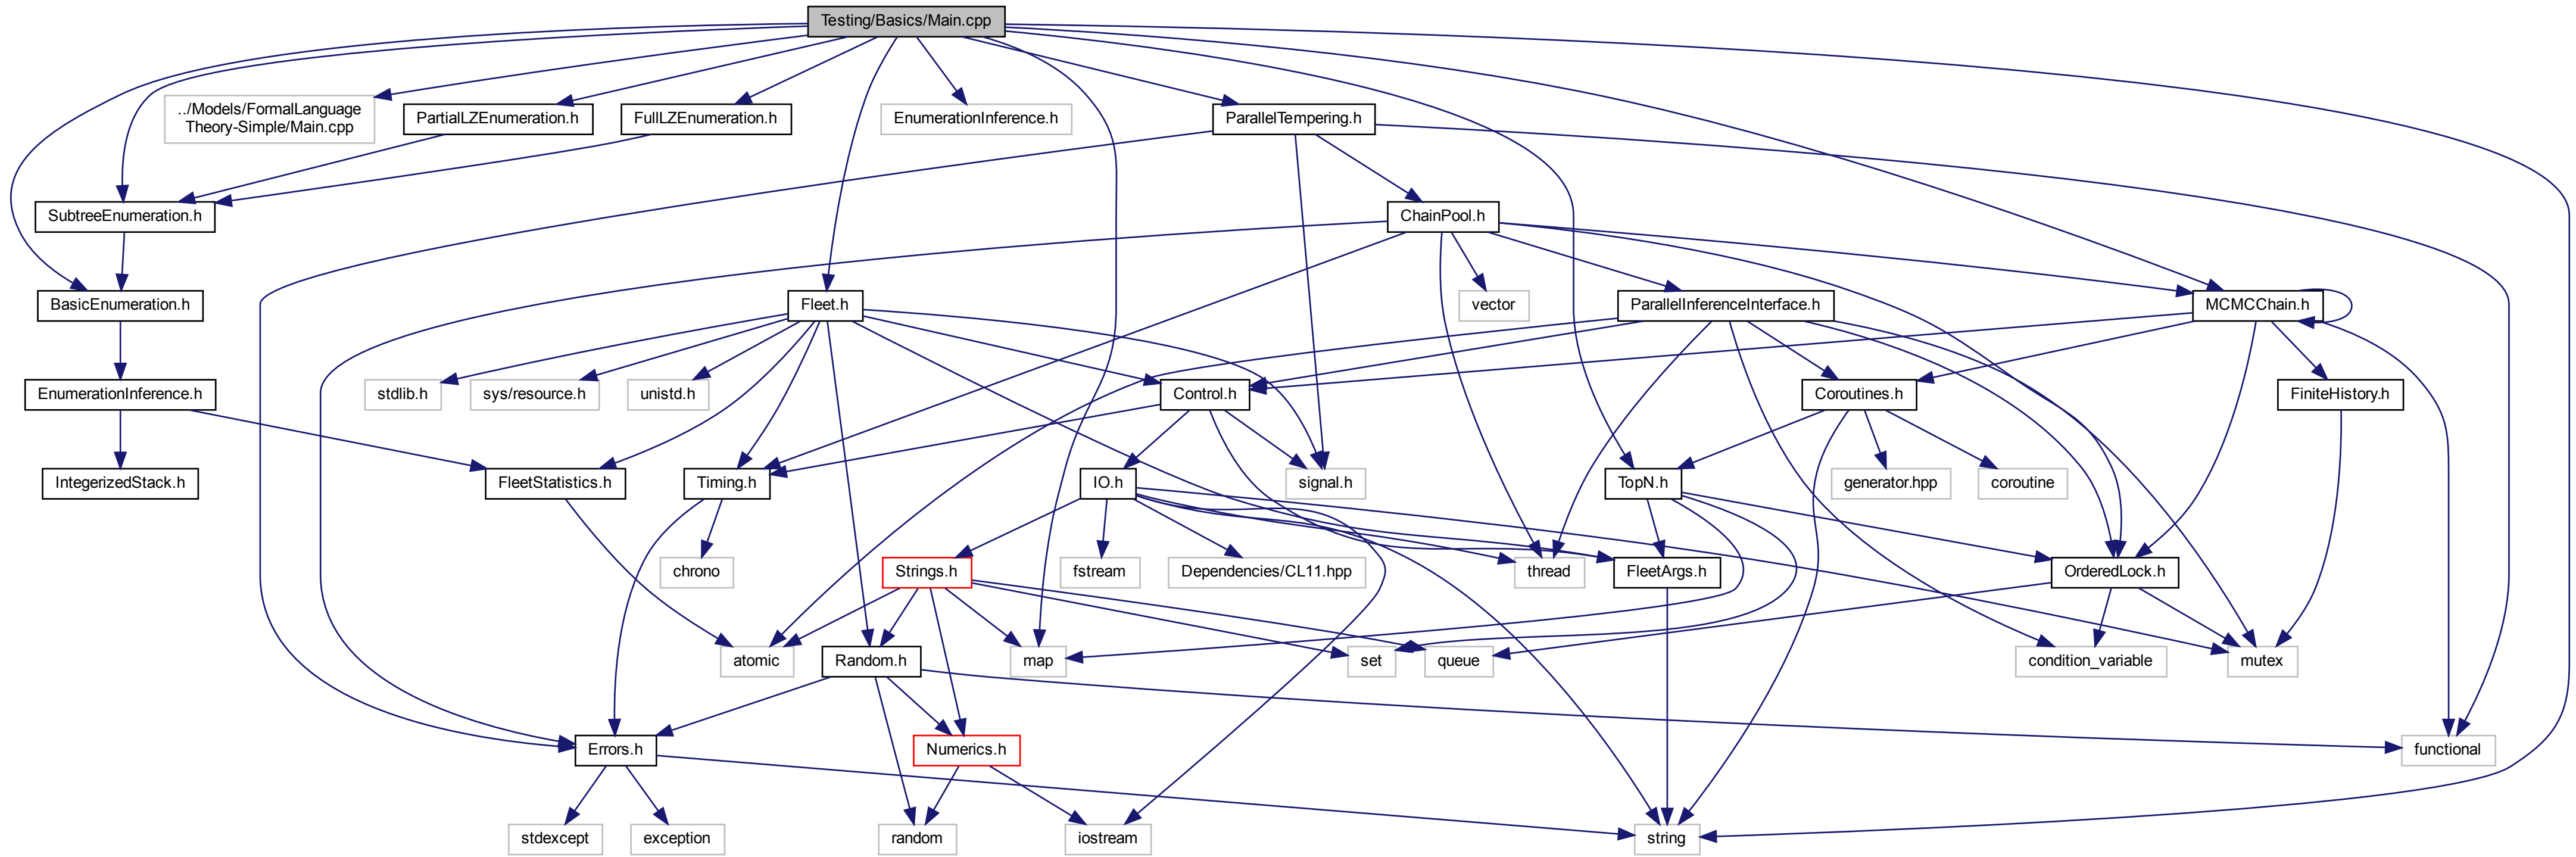 Testing/Basics/Main.cpp
../Models/FormalLanguage
Theory-Simple/Main.cpp
PartialLZEnumeration.h
FullLZEnumeration.h
EnumerationInference.h
ParallelTempering.h
SubtreeEnumeration.h
ChainPool.h
BasicEnumeration.h
Fleet.h
vector
ParallelInferenceInterface.h
MCMCChain.h
EnumerationInference.h
stdlib.h
sys/resource.h
unistd.h
Control.h
Coroutines.h
FiniteHistory.h
IntegerizedStack.h
FleetStatistics.h
Timing.h
IO.h
signal.h
TopN.h
generator.hpp
coroutine
chrono
Strings.h
fstream
Dependencies/CL11.hpp
thread
FleetArgs.h
OrderedLock.h
atomic
Random.h
map
set
queue
condition_variable
mutex
Errors.h
Numerics.h
functional
stdexcept
exception
random
iostream
string